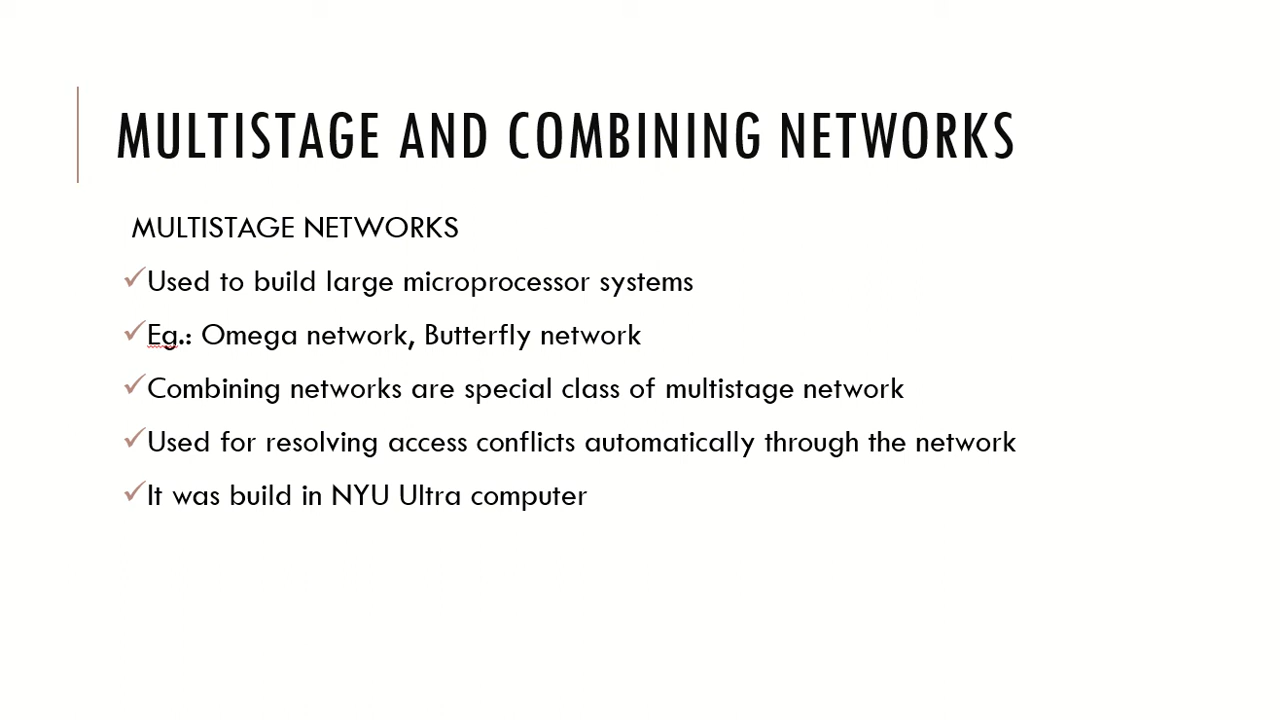 MULTISTAGE AND COMBINING NETWORKS
MULTISTAGE NETWORKS
✓Used to build large microprocessor systems
✓Eg.: Omega network, Butterfly network
✓Combining networks are special class of multistage network
✓Used for resolving access conflicts automatically through the network
✓It was build in NYU Ultra computer